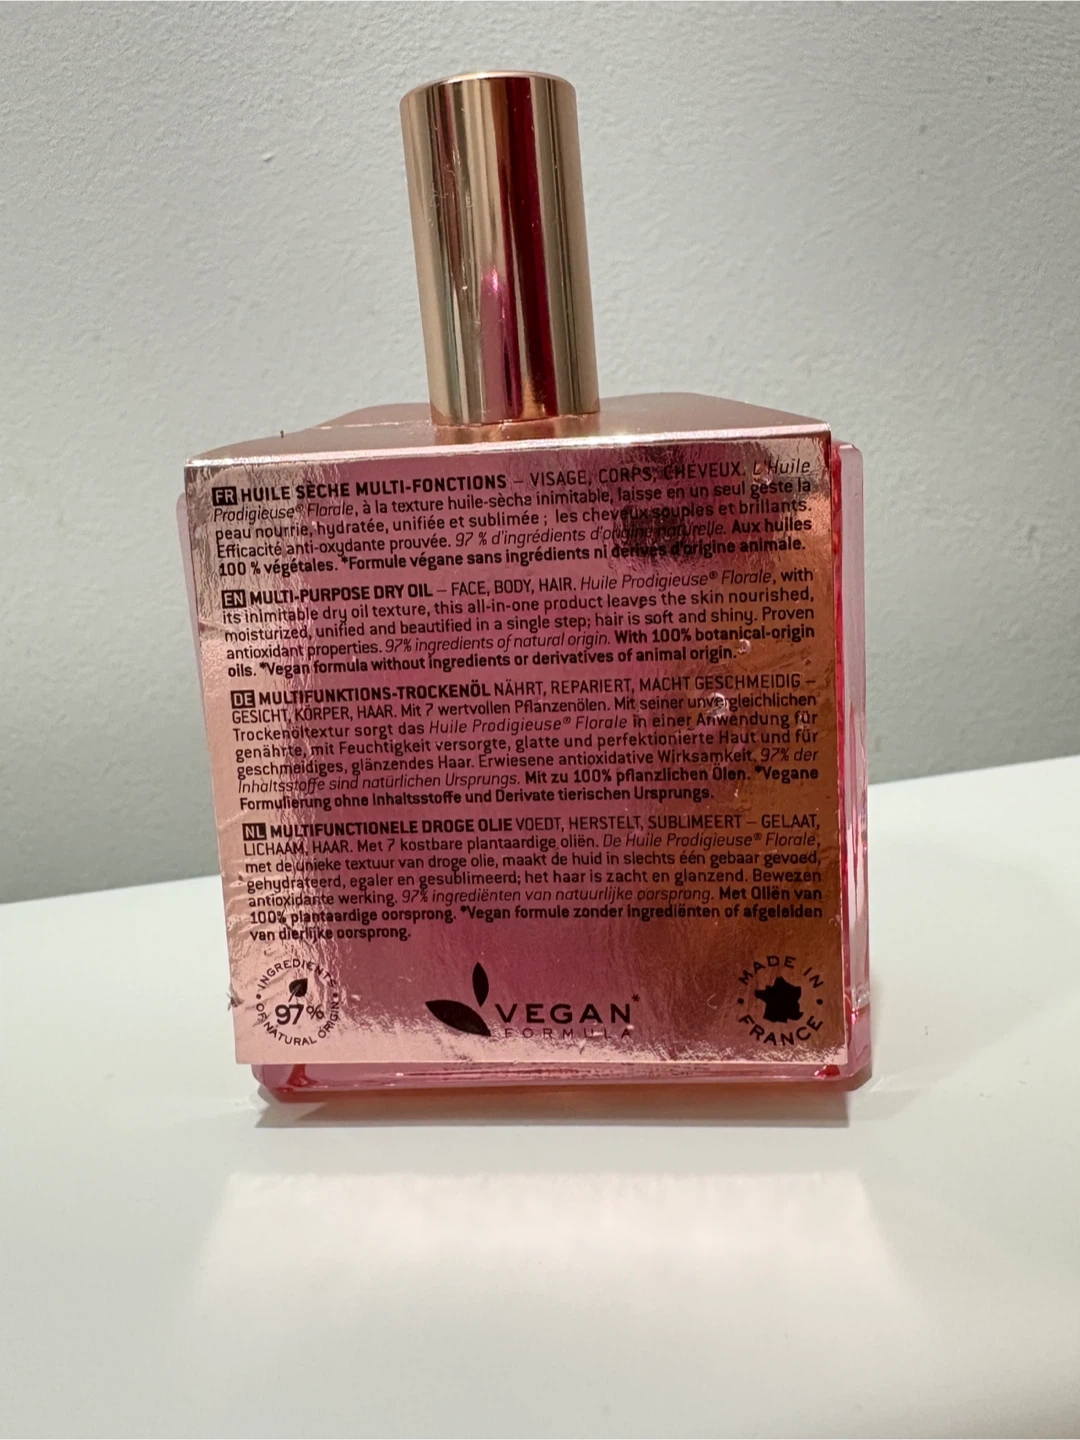 FR HUILE SÈCHE MULTI-FONCTIONS – VISAGE, CORPS, CHEVEUX. L'Huile
Prodigieuse® Florale, à la texture huile-sèche inimitable, laisse en un seul geste la
peau nourrie, hydratée, unifiée et sublimée ; les cheveux souples et brillants.
Efficacité anti-oxydante prouvée. 97 % d'ingrédients d'origine naturelle. Aux huiles
100 % végétales. *Formule végane sans ingrédients ni dérivés d'origine animale.
EN MULTI-PURPOSE DRY OIL – FACE, BODY, HAIR. Huile Prodigieuse® Florale, with
its inimitable dry oil texture, this all-in-one product leaves the skin nourished,
moisturized, unified and beautified in a single step; hair is soft and shiny. Proven
antioxidant properties. 97% ingredients of natural origin. With 100% botanical-origin
oils. *Vegan formula without ingredients or derivatives of animal origin.
DE MULTIFUNKTIONS-TROCKENÖL NÄHRT, REPARIERT, MACHT GESCHMEIDIG –
GESICHT, KÖRPER, HAAR. Mit 7 wertvollen Pflanzenölen. Mit seiner unvergleichlichen
Trockenöltextur sorgt das Huile Prodigieuse® Florale in einer Anwendung für
genährte, mit Feuchtigkeit versorgte, glatte und perfektionierte Haut und für
geschmeidiges, glänzendes Haar. Erwiesene antioxidative Wirksamkeit. 97% der
Inhaltsstoffe sind natürlichen Ursprungs. Mit zu 100% pflanzlichen Ölen. *Vegane
Formulierung ohne Inhaltsstoffe und Derivate tierischen Ursprungs.
NL MULTIFUNCTIONELE DROGE OLIE VOEDT, HERSTELT, SUBLIMEERT – GELAAT,
LICHAAM, HAAR. Met 7 kostbare plantaardige oliën. De Huile Prodigieuse® Florale,
met de unieke textuur van droge olie, maakt de huid in slechts één gebaar gevoed,
gehydrateerd, egaler en gesublimeerd; het haar is zacht en glanzend. Bewezen
antioxidante werking. 97% ingrediënten van natuurlijke oorsprong. Met Oliën van
100% plantaardige oorsprong. *Vegan formule zonder ingrediënten of afgeleiden
van dierlijke oorsprong.
INGREDIENTS
97%
OF NATURAL ORIGIN
VEGAN*
FORMULA
MADE IN
FRANCE